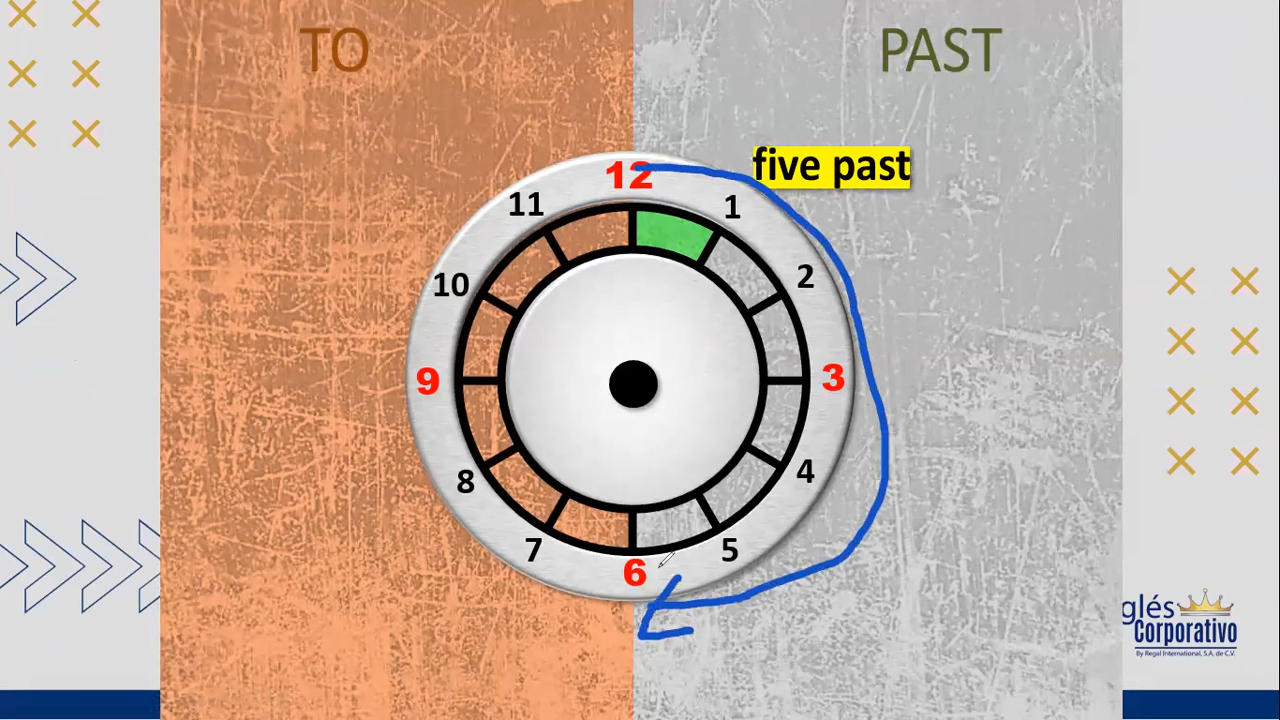 TO
PAST
five past
12
11
1
10
2
9
3
8
4
7
5
6
glés
Corporativo
By Regal International, S.A. de C.V.